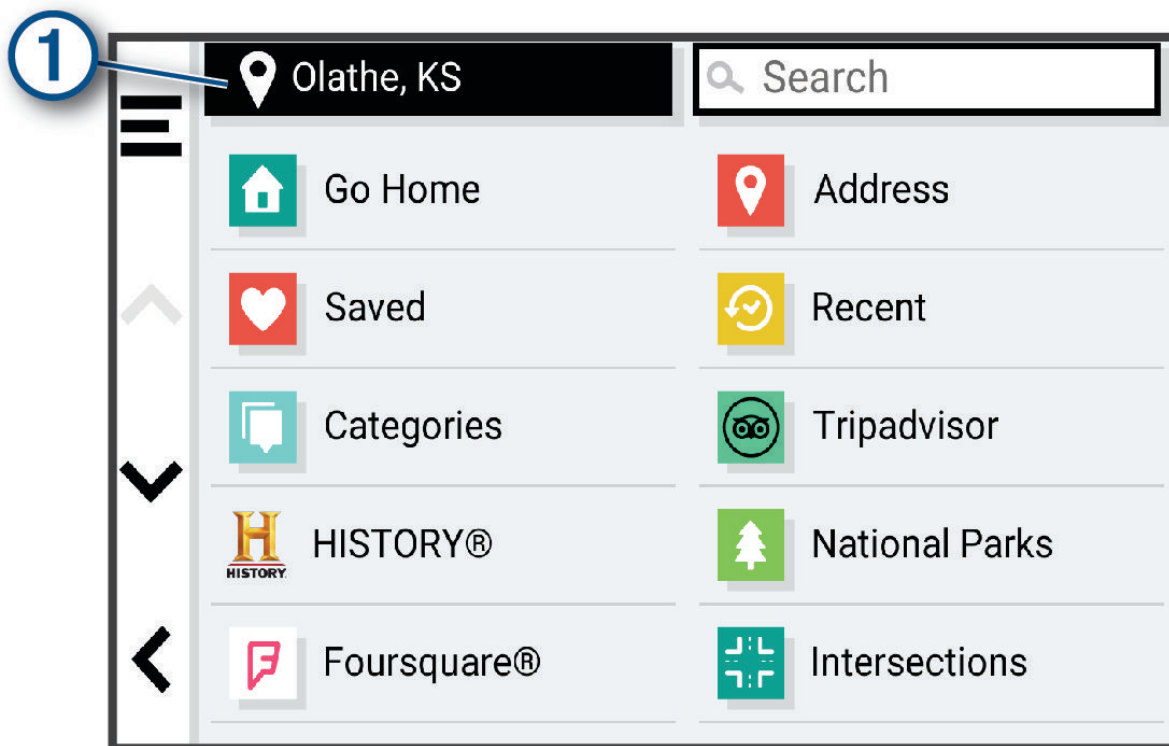 1
Olathe, KS
Search
Go Home
Address
Saved
Recent
Categories
Tripadvisor
H
HISTORY
HISTORY®
National Parks
Foursquare®
Intersections